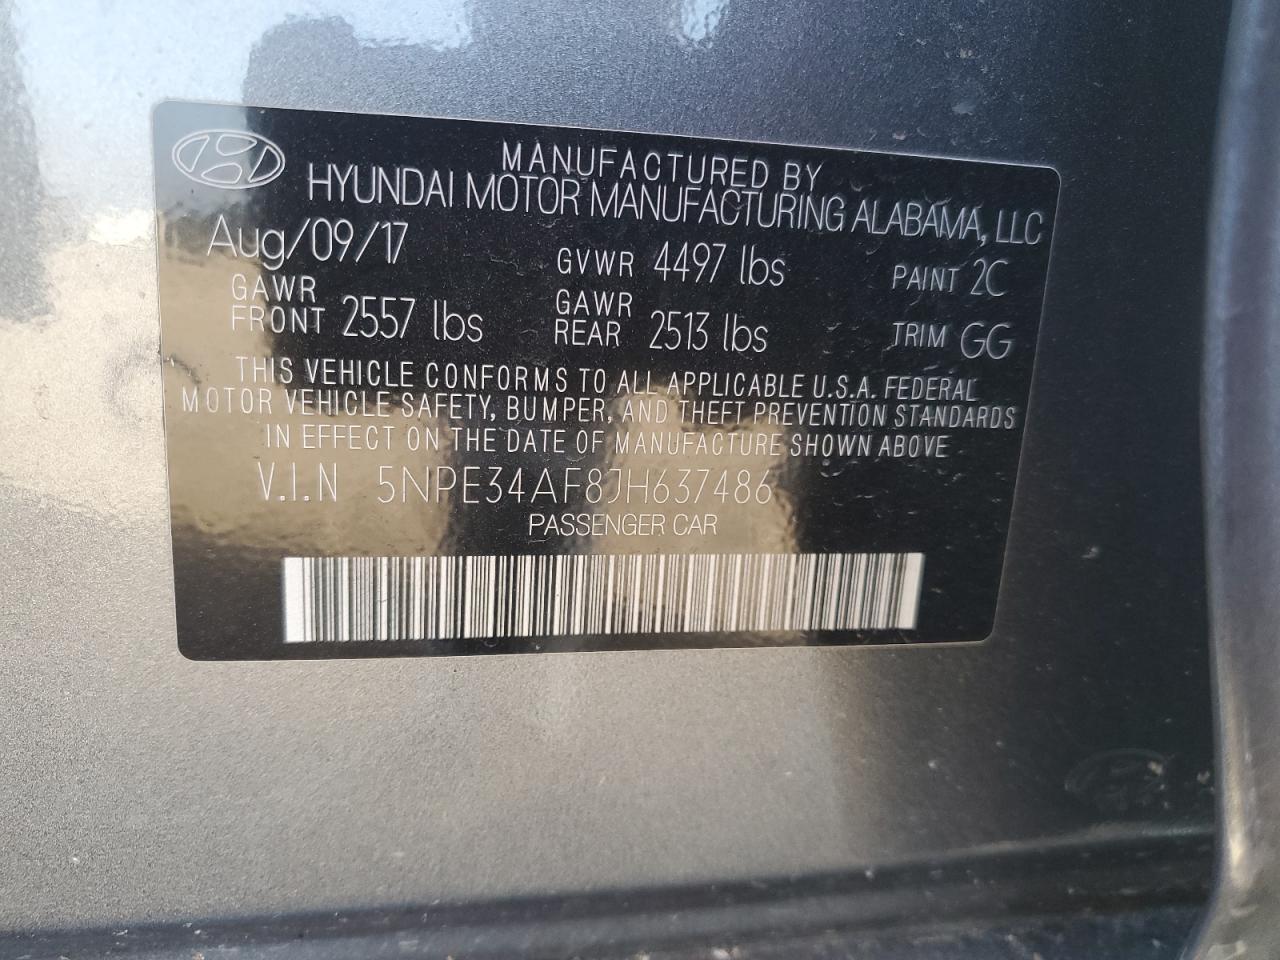 MANUFACTURED BY
HYUNDAI MOTOR MANUFACTURING ALABAMA, LLC
Aug/09/17 GVWR 4497 lbs PAINT 2C
GAWR FRONT 2557 lbs GAWR REAR 2513 lbs TRIM GG
THIS VEHICLE CONFORMS TO ALL APPLICABLE U.S.A. FEDERAL
MOTOR VEHICLE SAFETY, BUMPER, AND THEFT PREVENTION STANDARDS
IN EFFECT ON THE DATE OF MANUFACTURE SHOWN ABOVE
V.I.N 5NPE34AF8JH637486
PASSENGER CAR